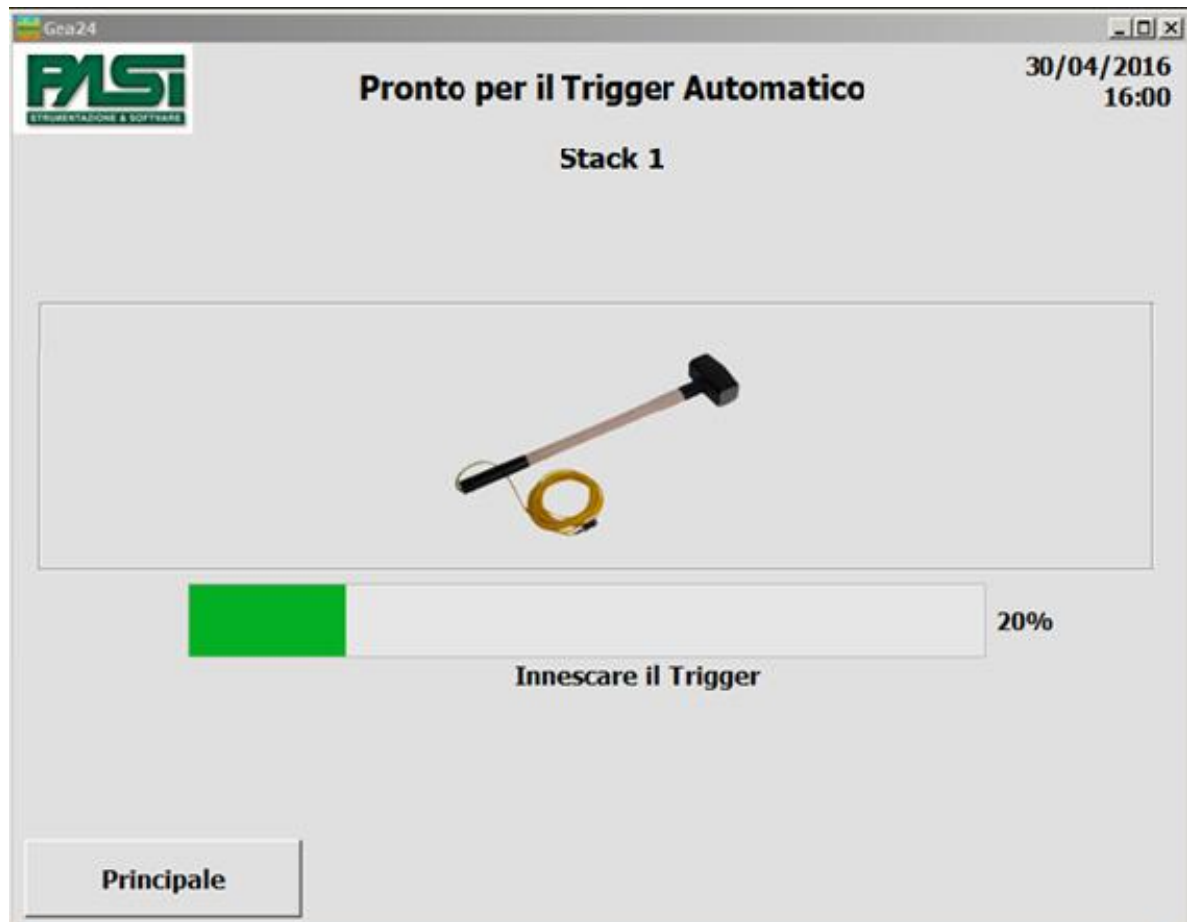 Gea24
PASI
STRUMENTAZIONE & SOFTWARE
Pronto per il Trigger Automatico
30/04/2016
16:00
Stack 1
20%
Innescare il Trigger
Principale